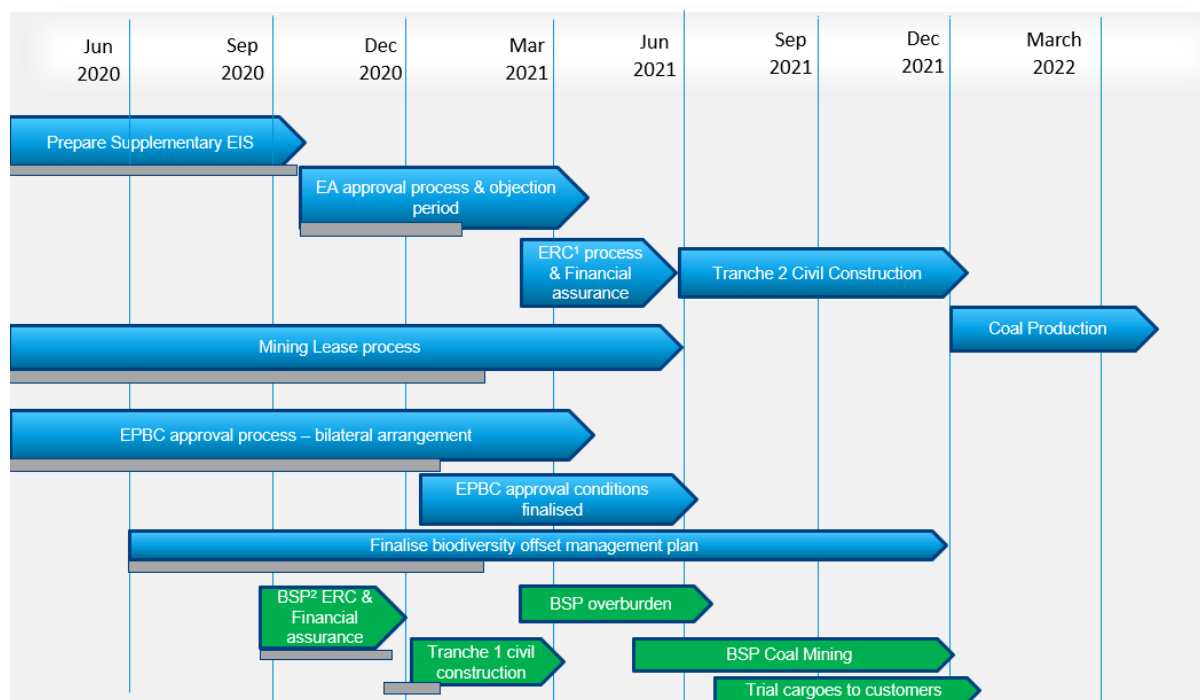 Jun Sep Dec Mar Jun Sep Dec March
2020 2020 2020 2021 2021 2021 2021 2022
Prepare Supplementary EIS
EA approval process & objection
period
ERC¹ process
& Financial
assurance
Tranche 2 Civil Construction
Coal Production
Mining Lease process
EPBC approval process – bilateral arrangement
EPBC approval conditions
finalised
Finalise biodiversity offset management plan
BSP² ERC &
Financial
assurance
BSP overburden
Tranche 1 civil
construction
BSP Coal Mining
Trial cargoes to customers